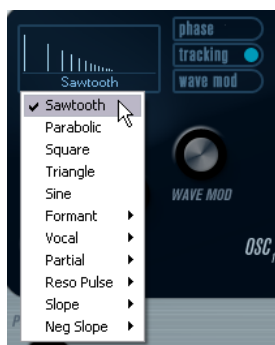 phase
tracking
Sawtooth
wave mod
Sawtooth
Parabolic
Square
Triangle
Sine
Formant
Vocal
Partial
Reso Pulse
Slope
Neg Slope
WAVE MOD
OSC
P